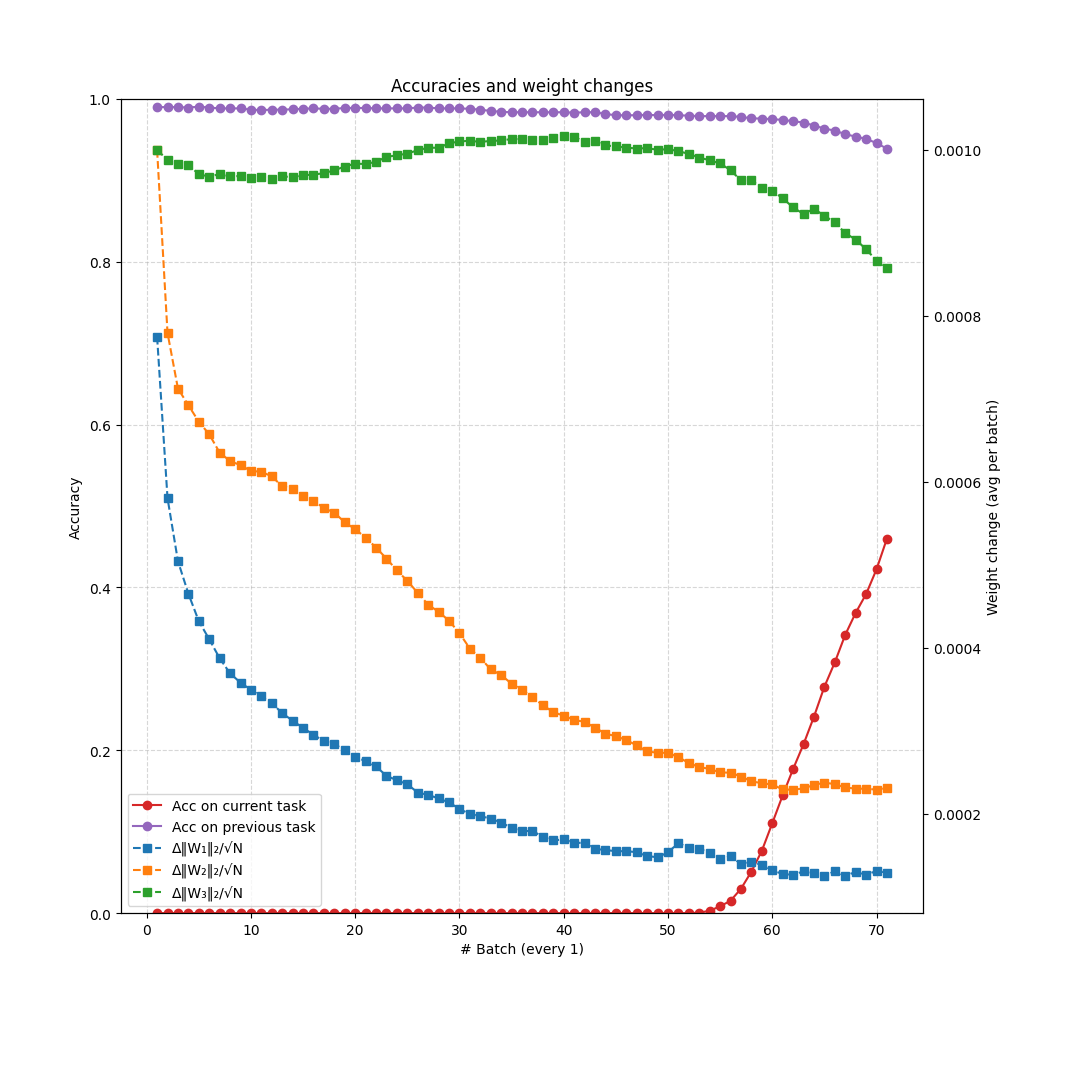 Accuracies and weight changes
1.0
0.8
0.6
0.4
0.2
0.0
Accuracy
0.0010
0.0008
0.0006
0.0004
0.0002
Weight change (avg per batch)
Acc on current task
Acc on previous task
Δ‖W₁‖₂/√N
Δ‖W₂‖₂/√N
Δ‖W₃‖₂/√N
0 10 20 30 40 50 60 70
# Batch (every 1)